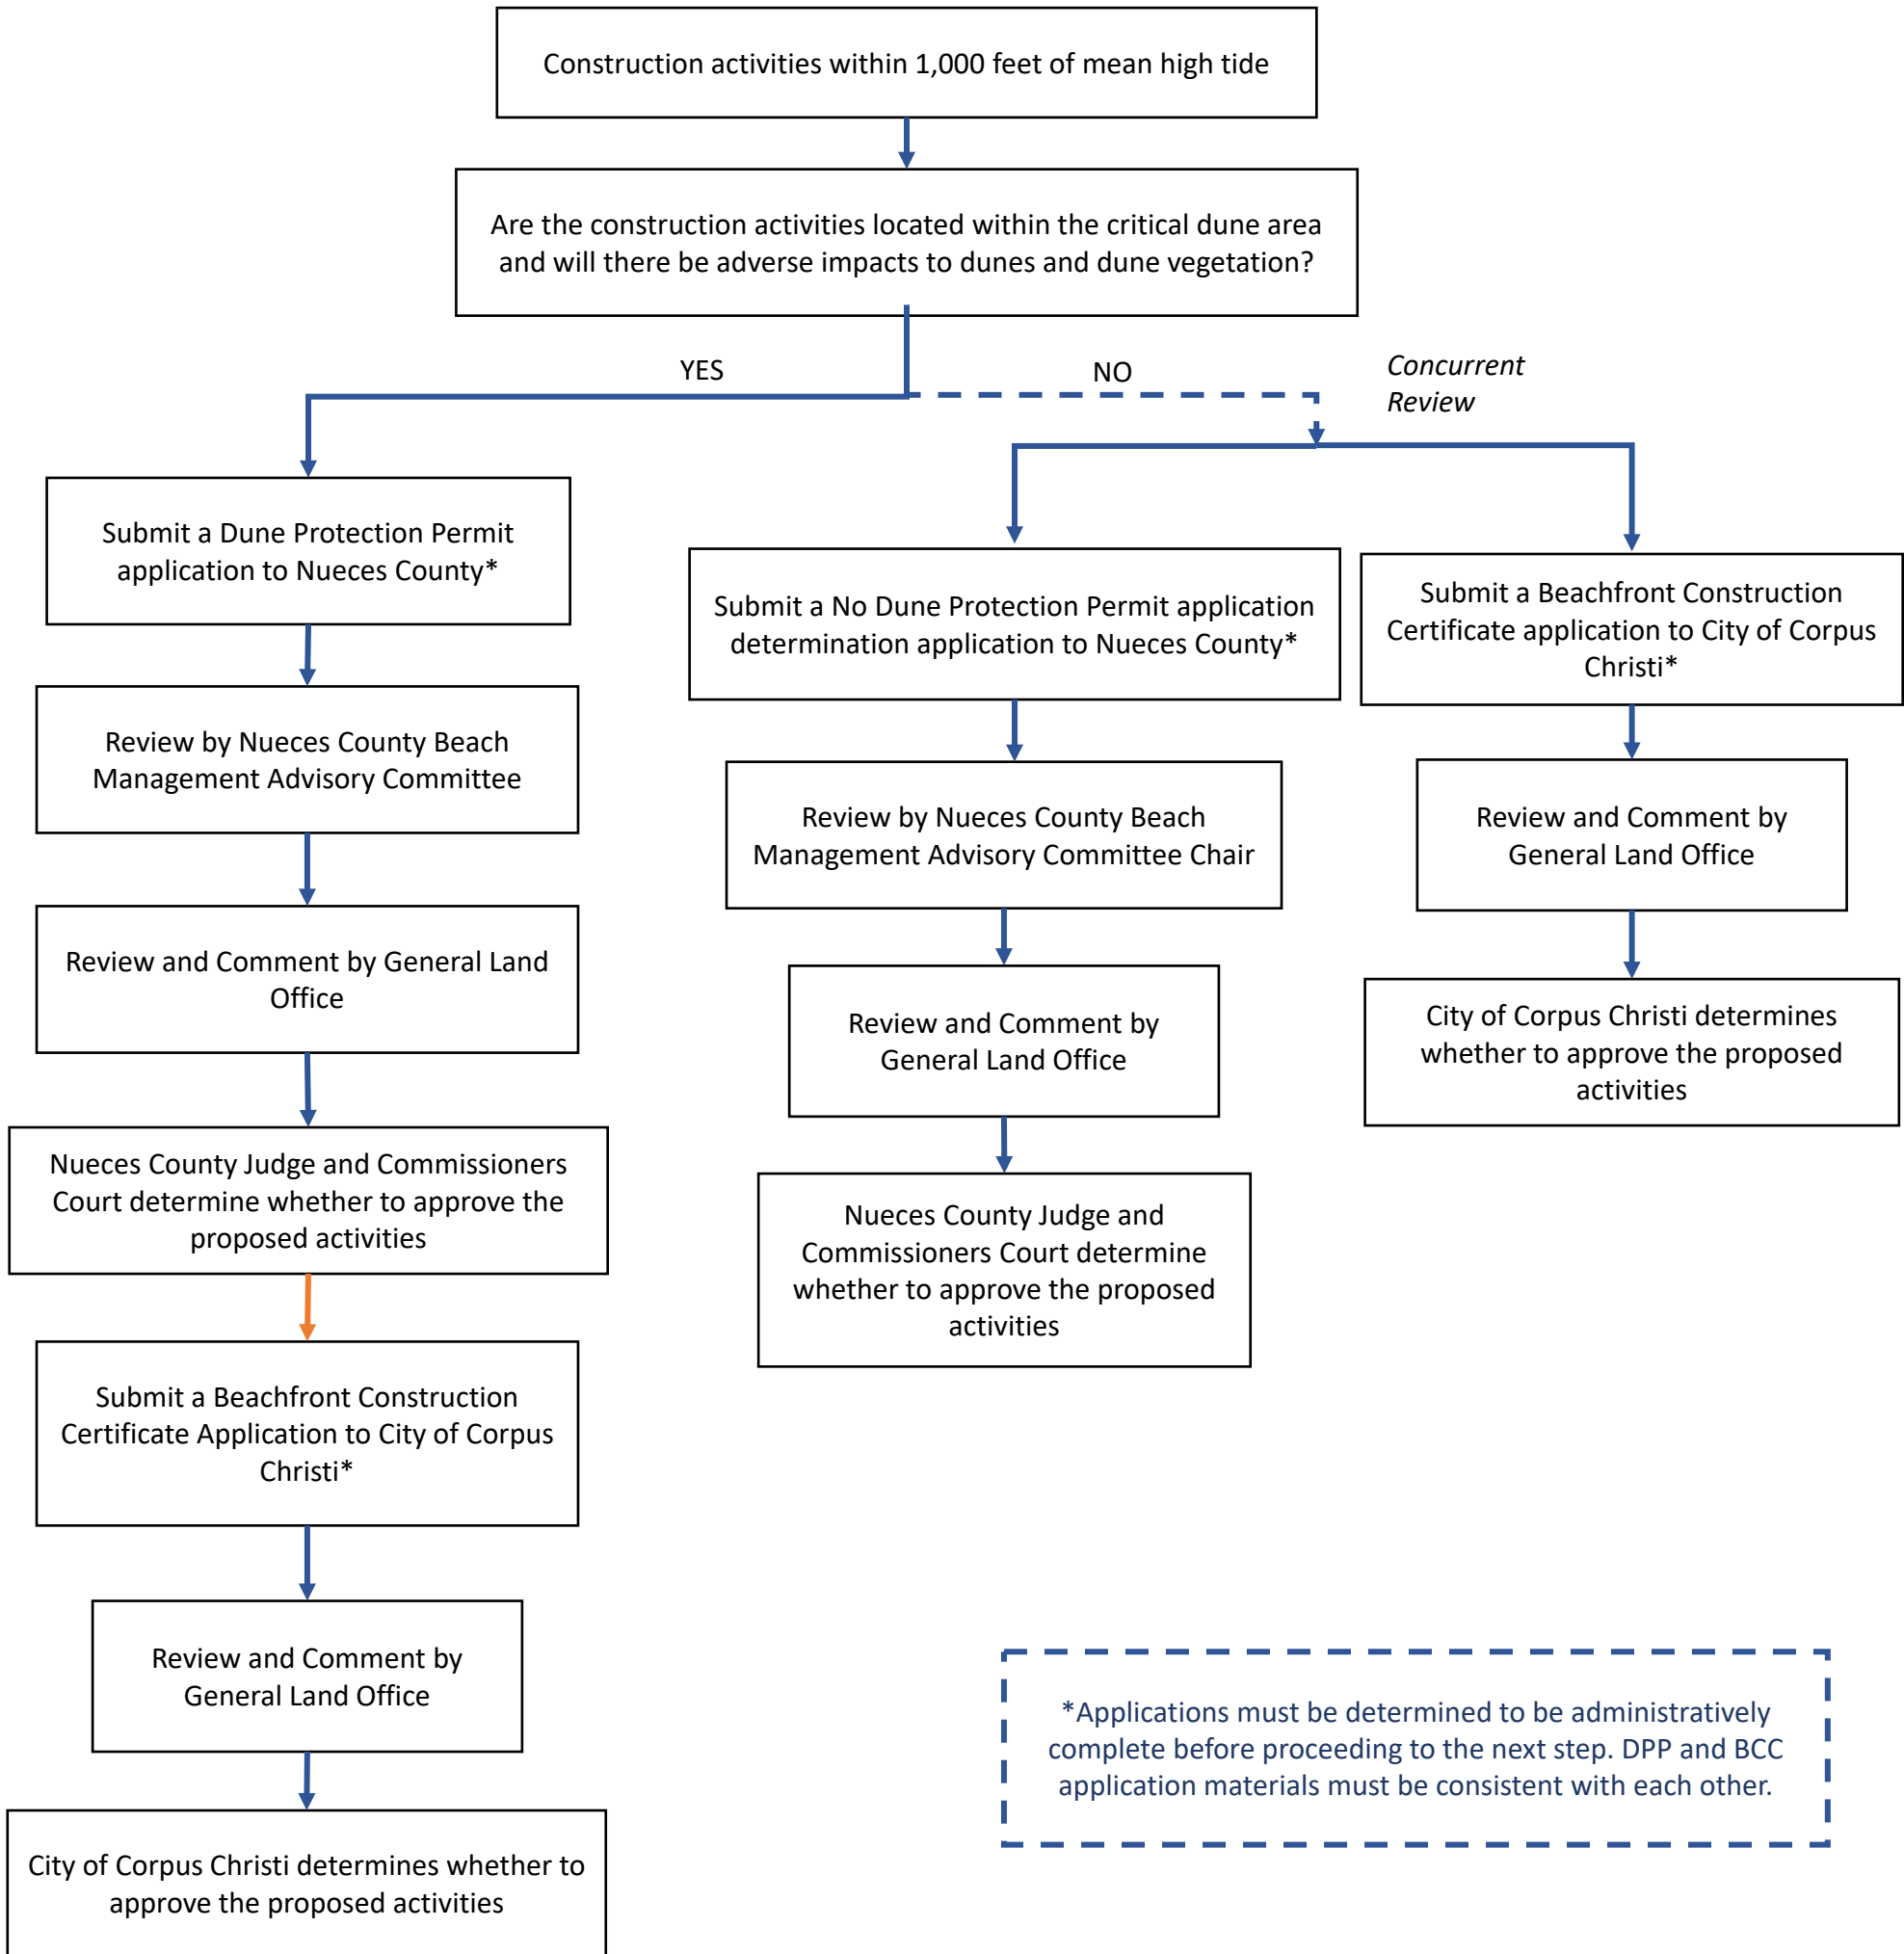 Construction activities within 1,000 feet of mean high tide
Are the construction activities located within the critical dune area
and will there be adverse impacts to dunes and dune vegetation?
YES
NO
Concurrent
Review
Submit a Dune Protection Permit
application to Nueces County*
Review by Nueces County Beach
Management Advisory Committee
Review and Comment by General Land
Office
Nueces County Judge and Commissioners
Court determine whether to approve the
proposed activities
Submit a Beachfront Construction
Certificate Application to City of Corpus
Christi*
Review and Comment by
General Land Office
City of Corpus Christi determines whether to
approve the proposed activities
Submit a No Dune Protection Permit application
determination application to Nueces County*
Review by Nueces County Beach
Management Advisory Committee Chair
Review and Comment by
General Land Office
Nueces County Judge and
Commissioners Court determine
whether to approve the proposed
activities
Submit a Beachfront Construction
Certificate application to City of Corpus
Christi*
Review and Comment by
General Land Office
City of Corpus Christi determines
whether to approve the proposed
activities
*Applications must be determined to be administratively
complete before proceeding to the next step. DPP and BCC
application materials must be consistent with each other.